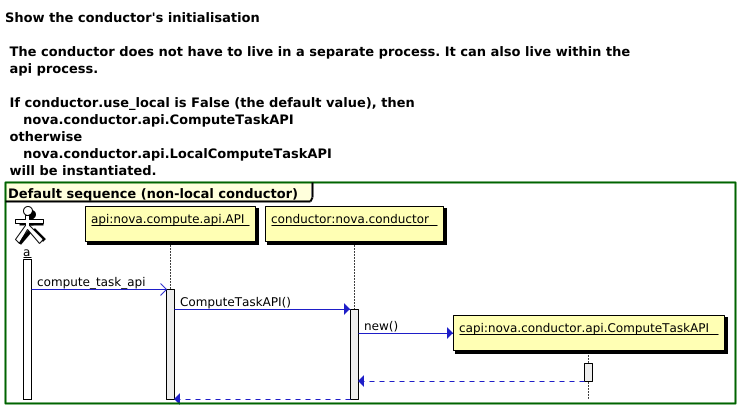 Show the conductor's initialisation
The conductor does not have to live in a separate process. It can also live within the
api process.
If conductor.use_local is False (the default value), then
nova.conductor.api.ComputeTaskAPI
otherwise
nova.conductor.api.LocalComputeTaskAPI
will be instantiated.
Default sequence (non-local conductor)
api:nova.compute.api.API
conductor:nova.conductor
a
compute_task_api
ComputeTaskAPI()
new()
capi:nova.conductor.api.ComputeTaskAPI